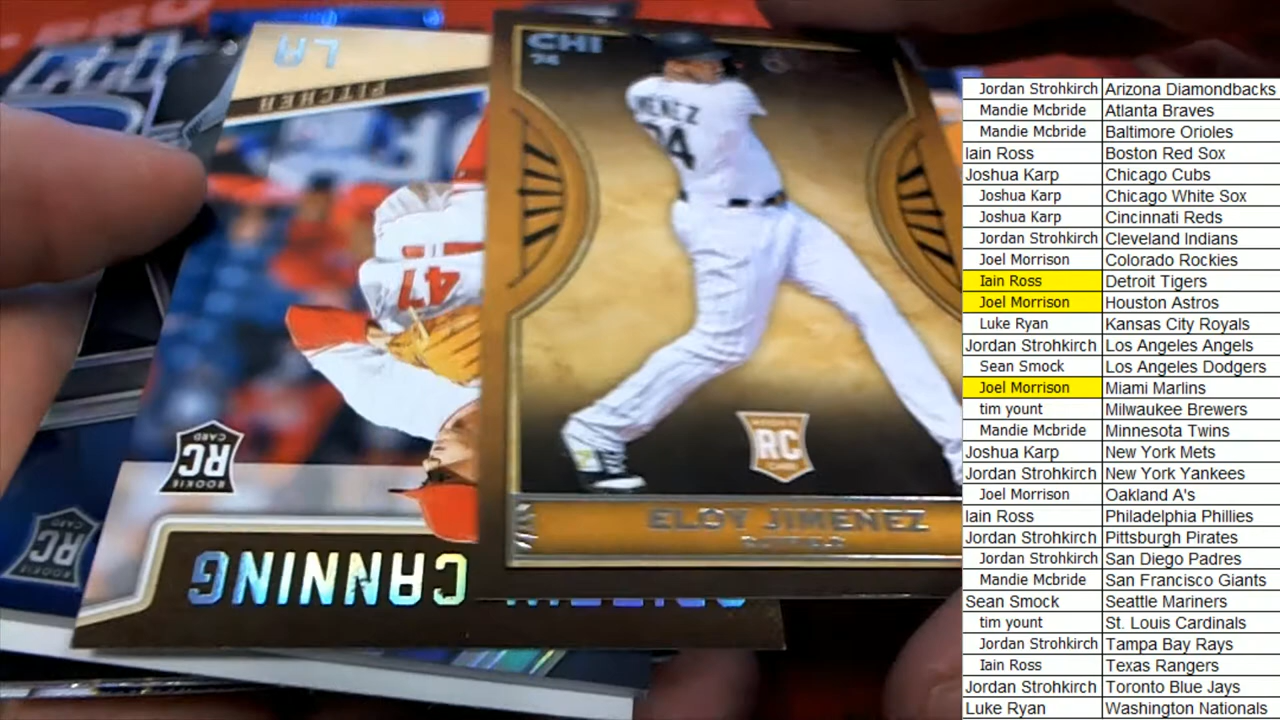 PRO
LA
PITCHER
47
ROOKIE
RC
CARD
CANNING
ROOKIE
RC
CARD
CHI
74
MENEZ
74
RC
CARD
ELOY JIMENEZ
Jordan Strohkirch Arizona Diamondbacks
Mandie Mcbride Atlanta Braves
Mandie Mcbride Baltimore Orioles
Iain Ross Boston Red Sox
Joshua Karp Chicago Cubs
Joshua Karp Chicago White Sox
Joshua Karp Cincinnati Reds
Jordan Strohkirch Cleveland Indians
Joel Morrison Colorado Rockies
Iain Ross Detroit Tigers
Joel Morrison Houston Astros
Luke Ryan Kansas City Royals
Jordan Strohkirch Los Angeles Angels
Sean Smock Los Angeles Dodgers
Joel Morrison Miami Marlins
tim yount Milwaukee Brewers
Mandie Mcbride Minnesota Twins
Joshua Karp New York Mets
Jordan Strohkirch New York Yankees
Joel Morrison Oakland A's
Iain Ross Philadelphia Phillies
Jordan Strohkirch Pittsburgh Pirates
Jordan Strohkirch San Diego Padres
Mandie Mcbride San Francisco Giants
Sean Smock Seattle Mariners
tim yount St. Louis Cardinals
Jordan Strohkirch Tampa Bay Rays
Iain Ross Texas Rangers
Jordan Strohkirch Toronto Blue Jays
Luke Ryan Washington Nationals